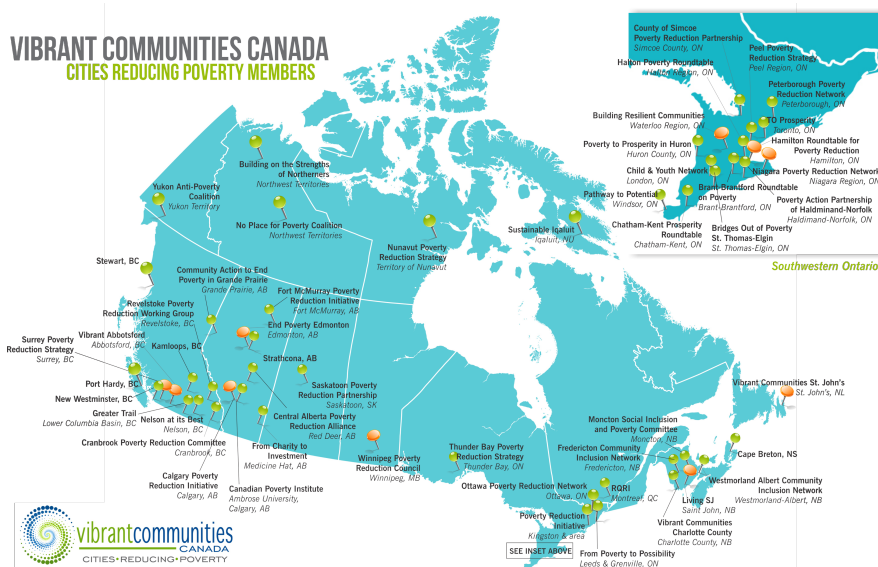 VIBRANT COMMUNITIES CANADA
CITIES REDUCING POVERTY MEMBERS
County of Simcoe
Poverty Reduction Partnership
Simcoe County, ON
Peel Poverty
Reduction Strategy
Peel Region, ON
Halton Poverty Roundtable
Halton Region, ON
Peterborough Poverty
Reduction Network
Peterborough, ON
Building Resilient Communities
Waterloo Region, ON
TO Prosperity
Toronto, ON
Poverty to Prosperity in Huron
Huron County, ON
Hamilton Roundtable for
Poverty Reduction
Hamilton, ON
Child & Youth Network
London, ON
Niagara Poverty Reduction Network
Niagara Region, ON
Pathway to Potential
Windsor, ON
Brant-Brantford Roundtable
on Poverty
Brant-Brantford, ON
Poverty Action Partnership
of Haldminand-Norfolk
Haldimand-Norfolk, ON
Chatham-Kent Prosperity
Roundtable
Chatham-Kent, ON
Bridges Out of Poverty
St. Thomas-Elgin
St. Thomas-Elgin, ON
Southwestern Ontario
Building on the Strengths
of Northerners
Northwest Territories
Yukon Anti-Poverty
Coalition
Yukon Territory
No Place for Poverty Coalition
Northwest Territories
Nunavut Poverty
Reduction Strategy
Territory of Nunavut
Sustainable Iqaluit
Iqaluit, NU
Stewart, BC
Community Action to End
Poverty in Grande Prairie
Grande Prairie, AB
Fort McMurray Poverty
Reduction Initiative
Fort McMurray, AB
Revelstoke Poverty
Reduction Working Group
Revelstoke, BC
End Poverty Edmonton
Edmonton, AB
Vibrant Abbotsford
Abbotsford, BC
Surrey Poverty
Reduction Strategy
Surrey, BC
Kamloops, BC
Strathcona, AB
Port Hardy, BC
Saskatoon Poverty
Reduction Partnership
Saskatoon, SK
New Westminster, BC
Greater Trail
Lower Columbia Basin, BC
Nelson at its Best
Nelson, BC
Central Alberta Poverty
Reduction Alliance
Red Deer, AB
Cranbrook Poverty Reduction Committee
Cranbrook, BC
From Charity to
Investment
Medicine Hat, AB
Winnipeg Poverty
Reduction Council
Winnipeg, MB
Calgary Poverty
Reduction Initiative
Calgary, AB
Canadian Poverty Institute
Ambrose University,
Calgary, AB
Thunder Bay Poverty
Reduction Strategy
Thunder Bay, ON
Vibrant Communities St. John's
St. John's, NL
Moncton Social Inclusion
and Poverty Committee
Moncton, NB
Fredericton Community
Inclusion Network
Fredericton, NB
Cape Breton, NS
Westmorland Albert Community
Inclusion Network
Westmorland-Albert, NB
Ottawa Poverty Reduction Network
Ottawa, ON
RQRI
Montreal, QC
Living SJ
Saint John, NB
Poverty Reduction
Initiative
Kingston & area
Vibrant Communities
Charlotte County
Charlotte County, NB
SEE INSET ABOVE
From Poverty to Possibility
Leeds & Grenville, ON
vibrantcommunities
CANADA
CITIES•REDUCING•POVERTY